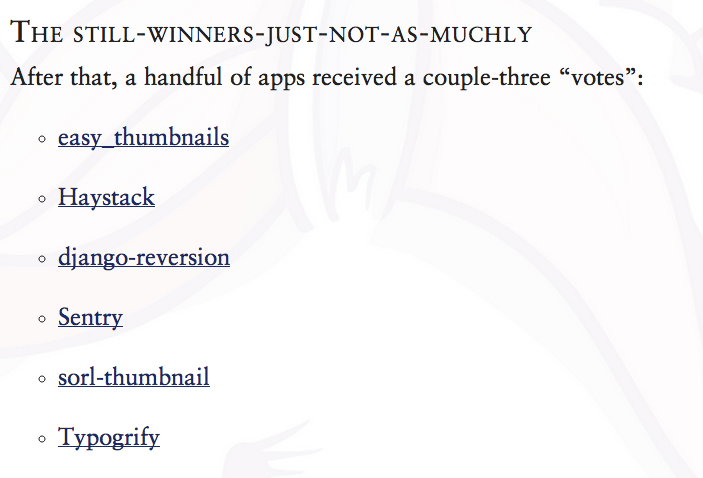 The still-winners-just-not-as-muchly
After that, a handful of apps received a couple-three “votes”:
easy_thumbnails
Haystack
django-reversion
Sentry
sorl-thumbnail
Typogrify